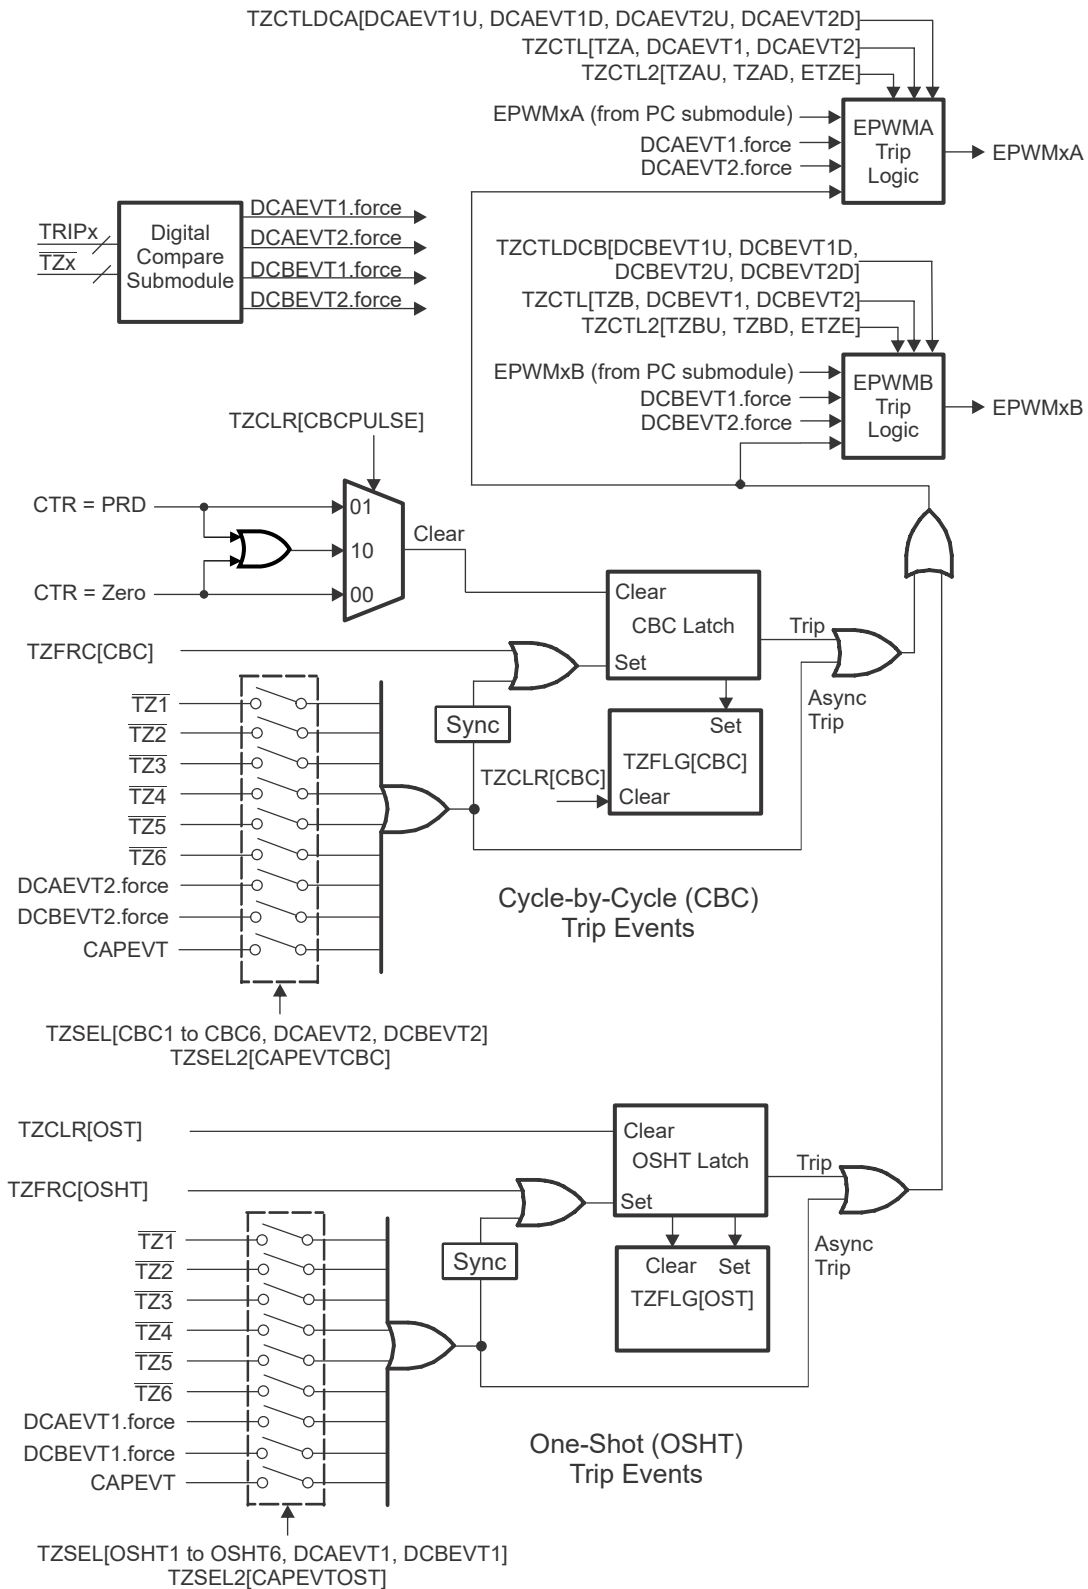 TZCTLDCA[DCAEVT1U, DCAEVT1D, DCAEVT2U, DCAEVT2D]
TZCTL[TZA, DCAEVT1, DCAEVT2]
TZCTL2[TZAU, TZAD, ETZE]
EPWMxA (from PC submodule)
DCAEVT1.force
DCAEVT2.force
EPWMA
Trip
Logic
EPWMxA
TRIPx
TZx
Digital
Compare
Submodule
DCAEVT1.force
DCAEVT2.force
DCBEVT1.force
DCBEVT2.force
TZCTLDCB[DCBEVT1U, DCBEVT1D,
DCBEVT2U, DCBEVT2D]
TZCTL[TZB, DCBEVT1, DCBEVT2]
TZCTL2[TZBU, TZBD, ETZE]
EPWMxB (from PC submodule)
DCBEVT1.force
DCBEVT2.force
EPWMB
Trip
Logic
EPWMxB
TZCLR[CBCPULSE]
CTR = PRD
CTR = Zero
01
10
00
Clear
Clear
CBC Latch
Set
Trip
TZFRC[CBC]
Sync
Async
Trip
Set
TZFLG[CBC]
Clear
TZCLR[CBC]
TZ1
TZ2
TZ3
TZ4
TZ5
TZ6
DCAEVT2.force
DCBEVT2.force
CAPEVT
Cycle-by-Cycle (CBC)
Trip Events
TZSEL[CBC1 to CBC6, DCAEVT2, DCBEVT2]
TZSEL2[CAPEVTCBC]
TZCLR[OST]
TZFRC[OSHT]
Clear
OSHT Latch
Set
Trip
Sync
Async
Trip
Clear Set
TZFLG[OST]
TZ1
TZ2
TZ3
TZ4
TZ5
TZ6
DCAEVT1.force
DCBEVT1.force
CAPEVT
One-Shot (OSHT)
Trip Events
TZSEL[OSHT1 to OSHT6, DCAEVT1, DCBEVT1]
TZSEL2[CAPEVTOST]